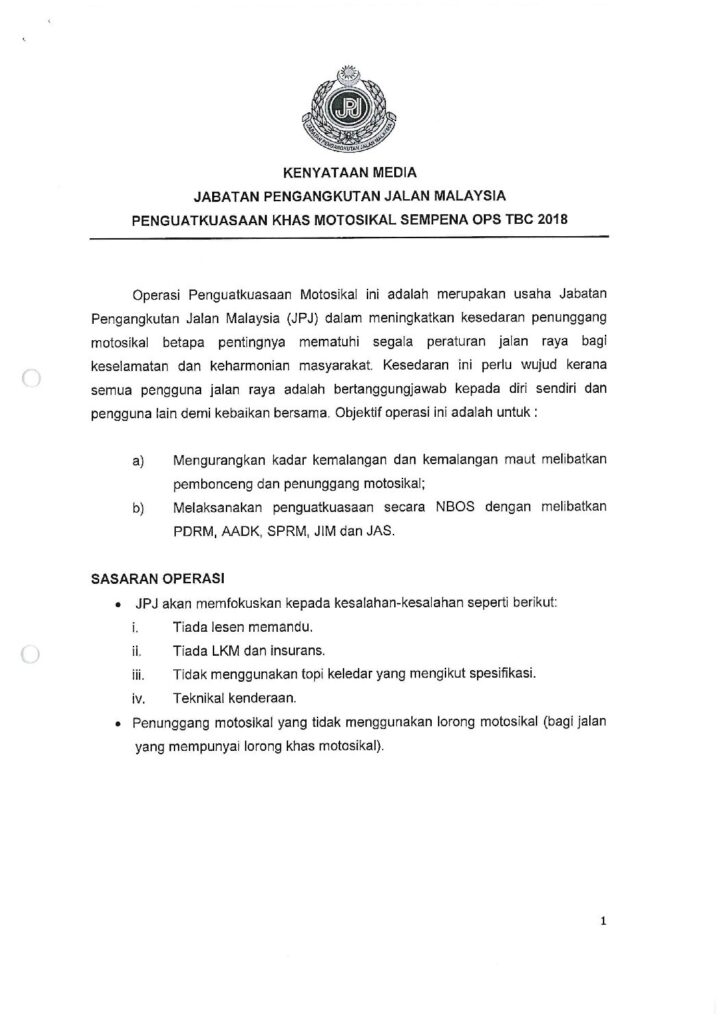 JPJ
JABATAN PENGANGKUTAN JALAN MALAYSIA
KENYATAAN MEDIA
JABATAN PENGANGKUTAN JALAN MALAYSIA
PENGUATKUASAAN KHAS MOTOSIKAL SEMPENA OPS TBC 2018
Operasi Penguatkuasaan Motosikal ini adalah merupakan usaha Jabatan
Pengangkutan Jalan Malaysia (JPJ) dalam meningkatkan kesedaran penunggang
motosikal betapa pentingnya mematuhi segala peraturan jalan raya bagi
keselamatan dan keharmonian masyarakat. Kesedaran ini perlu wujud kerana
semua pengguna jalan raya adalah bertanggungjawab kepada diri sendiri dan
pengguna lain demi kebaikan bersama. Objektif operasi ini adalah untuk :
a) Mengurangkan kadar kemalangan dan kemalangan maut melibatkan
pembonceng dan penunggang motosikal;
b) Melaksanakan penguatkuasaan secara NBOS dengan melibatkan
PDRM, AADK, SPRM, JIM dan JAS.
SASARAN OPERASI
• JPJ akan memfokuskan kepada kesalahan-kesalahan seperti berikut:
i. Tiada lesen memandu.
ii. Tiada LKM dan insurans.
iii. Tidak menggunakan topi keledar yang mengikut spesifikasi.
iv. Teknikal kenderaan.
• Penunggang motosikal yang tidak menggunakan lorong motosikal (bagi jalan
yang mempunyai lorong khas motosikal).
1